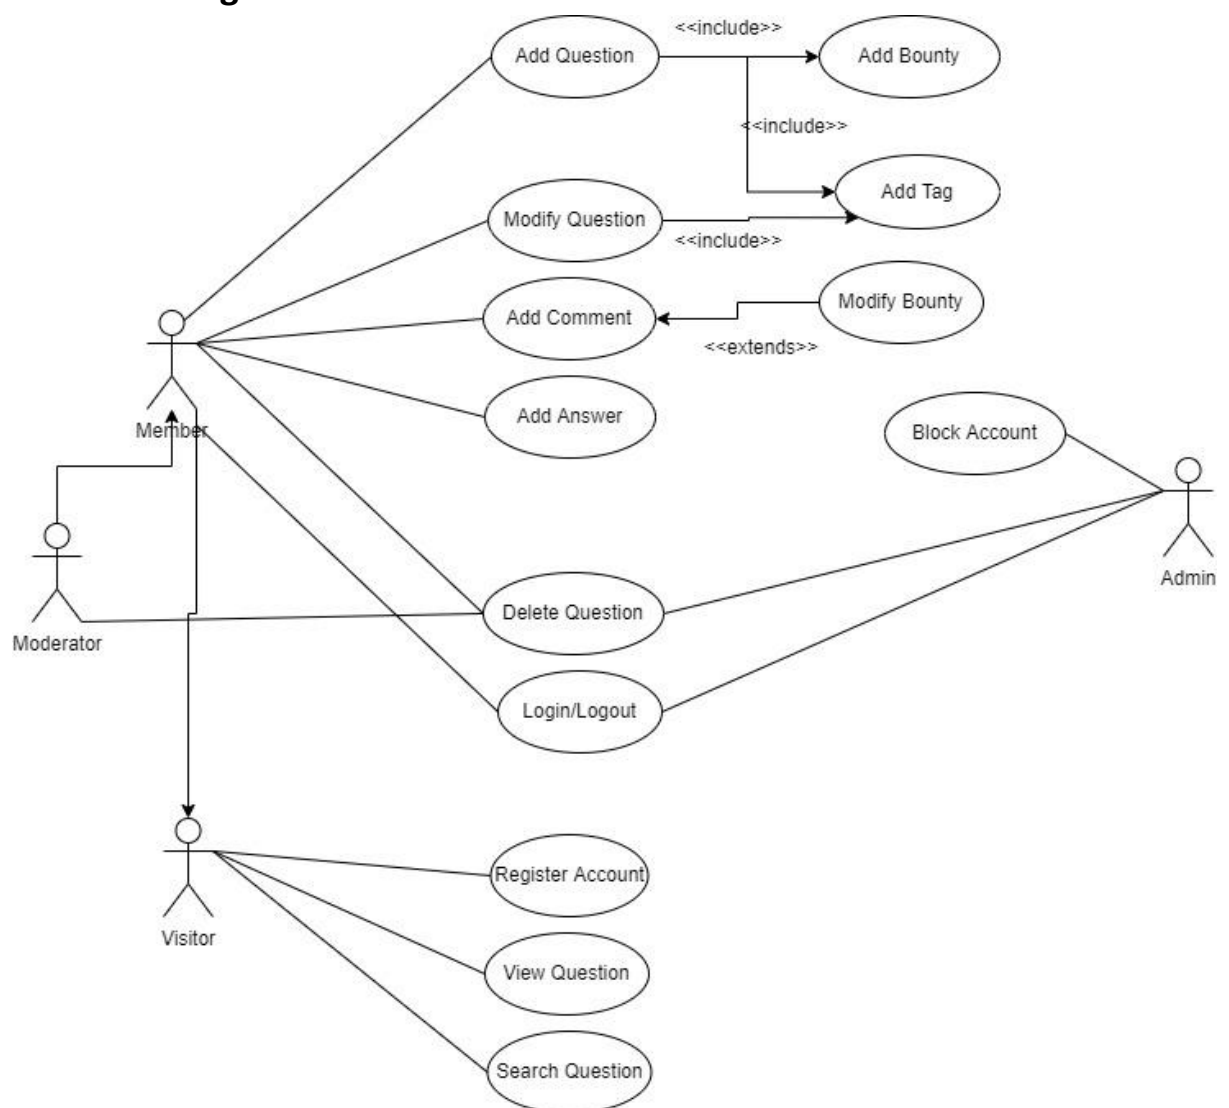 <<include>>
Add Question
Add Bounty
<<include>>
Add Tag
Modify Question
<<include>>
Modify Bounty
Add Comment
<<extends>>
Add Answer
Member
Block Account
Admin
Delete Question
Moderator
Login/Logout
Register Account
Visitor
View Question
Search Question